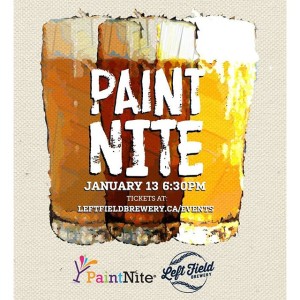 PAINT
NITE
JANUARY 13 6:30PM
TICKETS AT:
LEFTFIELDBREWERY.CA/EVENTS
PaintNite®
Left Field
BREWERY